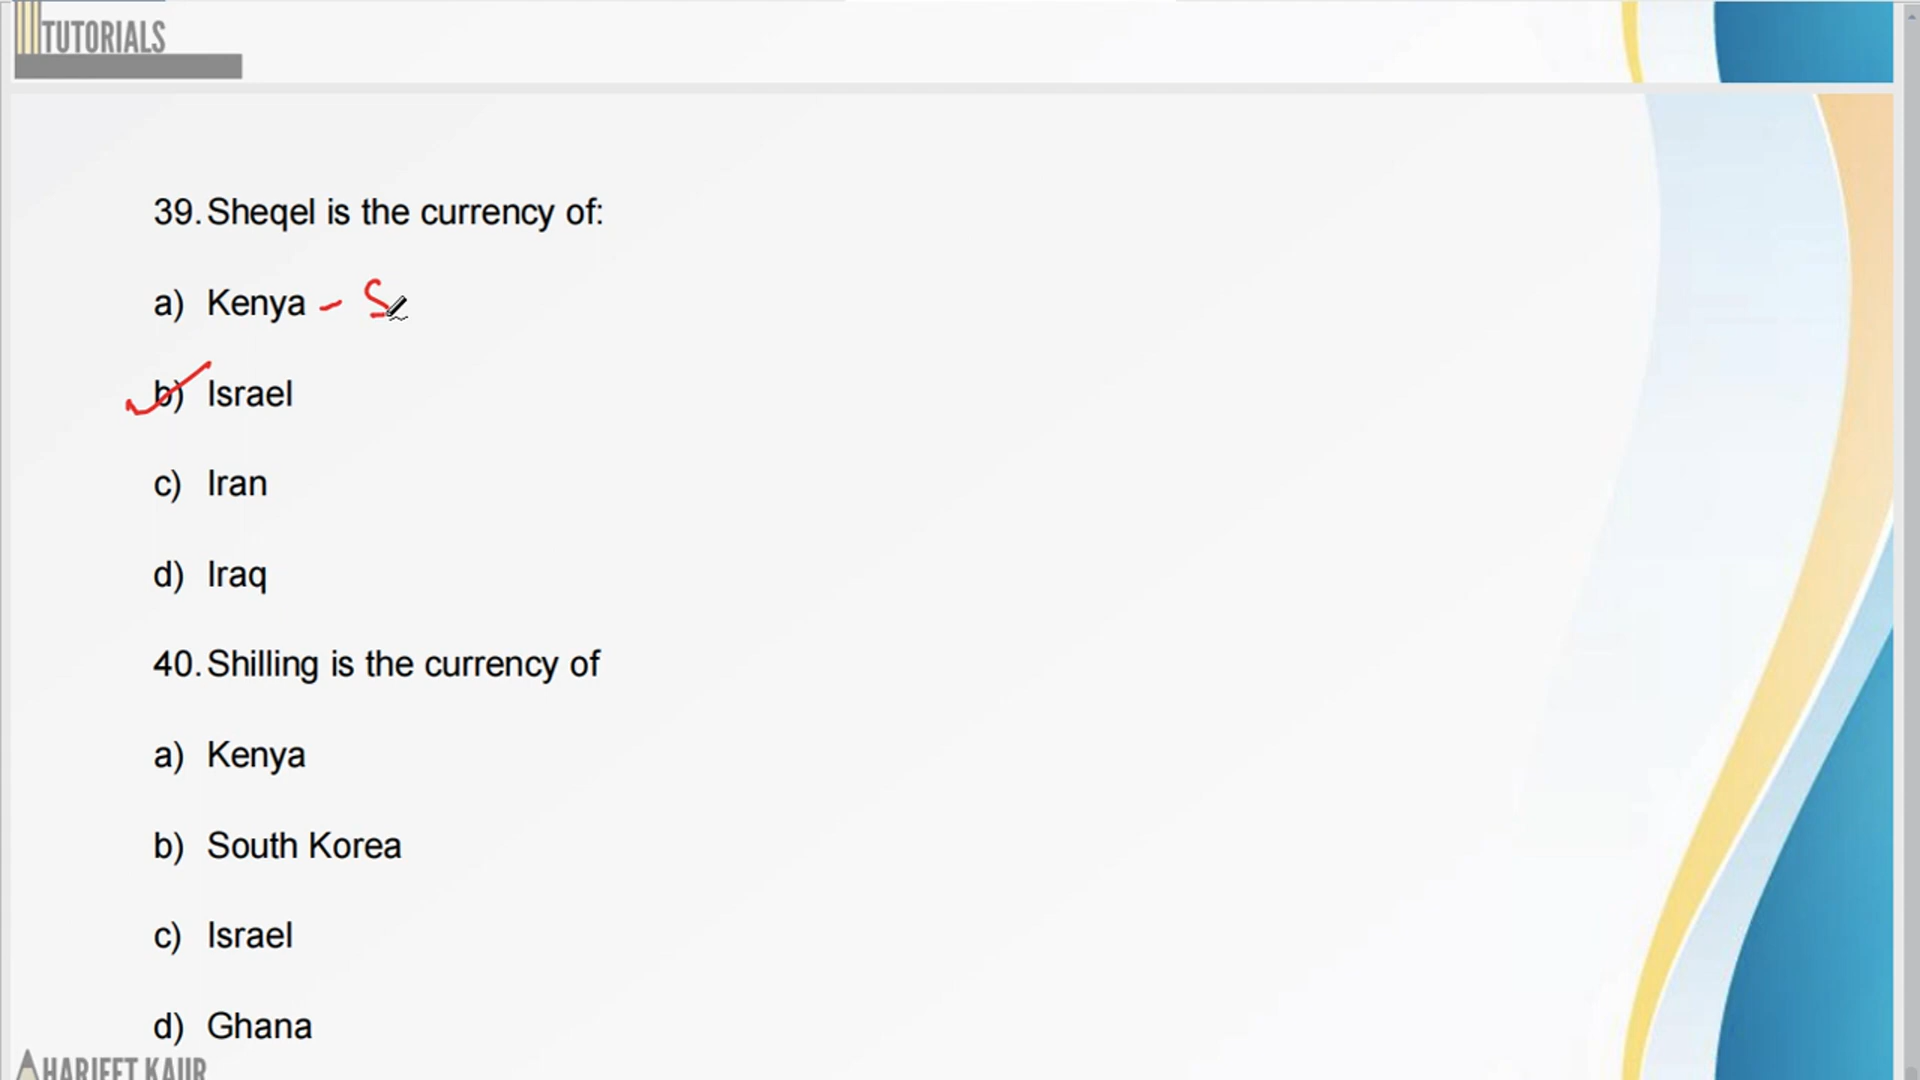 TUTORIALS
39. Sheqel is the currency of:
a) Kenya - S
b) Israel
c) Iran
d) Iraq
40. Shilling is the currency of
a) Kenya
b) South Korea
c) Israel
d) Ghana
HARJEET KAUR